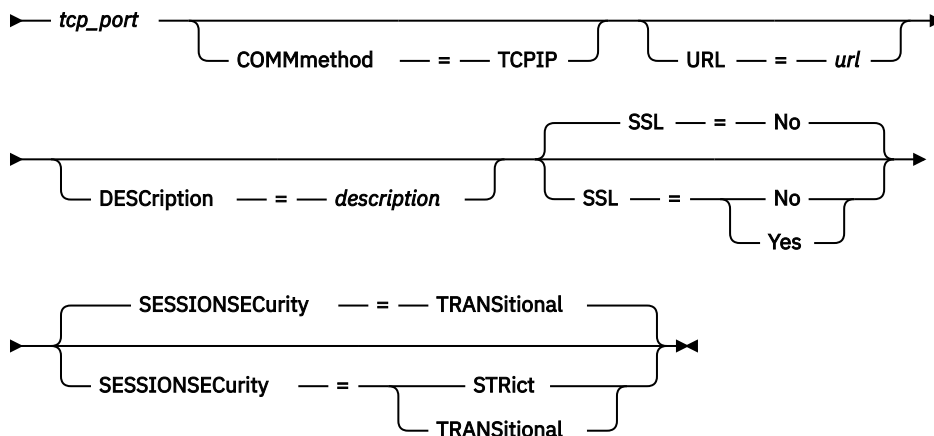 tcp_port
COMMmethod = TCPIP URL = url
SSL = No
DESCription = description SSL = No
Yes
SESSIONSECurity = TRANSitional
SESSIONSECurity = STRict
TRANSitional